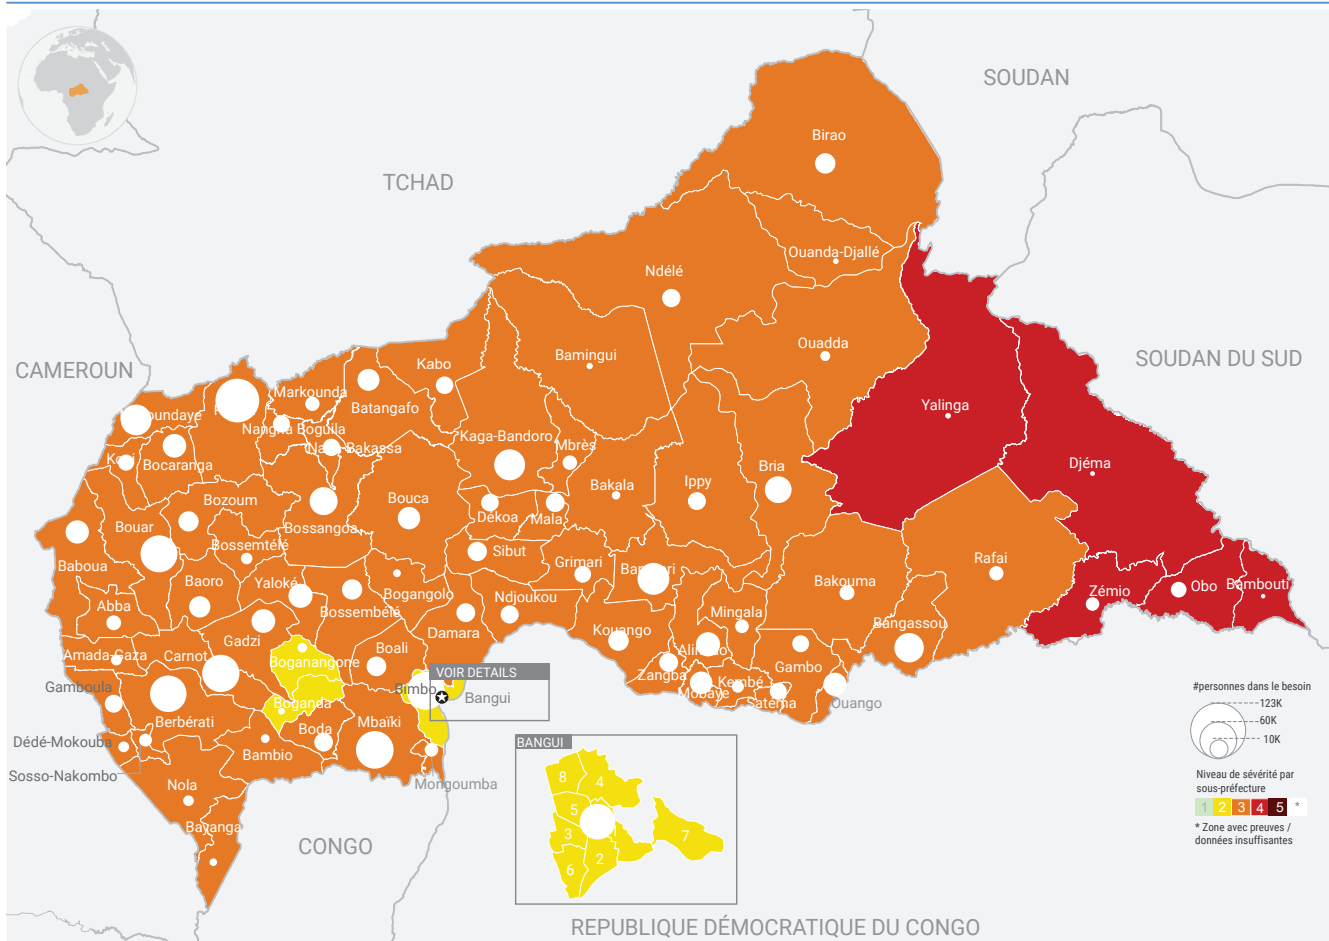 SOUDAN
Birao
TCHAD
Ouanda-Djallé
Ndélé
Ouadda
SOUDAN DU SUD
Bamingui
Kabo
CAMEROUN
Markounda
Batangafo
Yalinga
Nangha Boguila
Kaga-Bandoro
Mbrès
Bocaranga
Djéma
Bria
Ippy
Bakala
Bozoum
Bouca
Bouar
Bossangoa
Dékoa
Mala
Bossemtélé
Sibut
Rafai
Baboua
Grimari
Baoro
Yaloké
Bakouma
Obo
Bambouti
Zémio
Abba
Bossembélé
Bogangolo
Ndjoukou
Mingala
Bangassou
Damara
Kouango
Gadzi
Boali
Amada-Gaza
Carnot
Boganangone
VOIR DETAILS
Zangba
Gambo
Kembé
Gamboula
Bimbo
Bangui
Mobaye
Satema
Ouango
Boganda
Berbérati
Mbaïki
Boda
Dédé-Mokouba
Bambio
Sosso-Nakombo
Mongoumba
Nola
Bayanga
CONGO
BANGUI
8
4
5
3
7
2
6
#personnes dans le besoin
123K
60K
10K
Niveau de sévérité par
sous-préfecture
1 2 3 4 5 *
* Zone avec preuves /
données insuffisantes
REPUBLIQUE DÉMOCRATIQUE DU CONGO